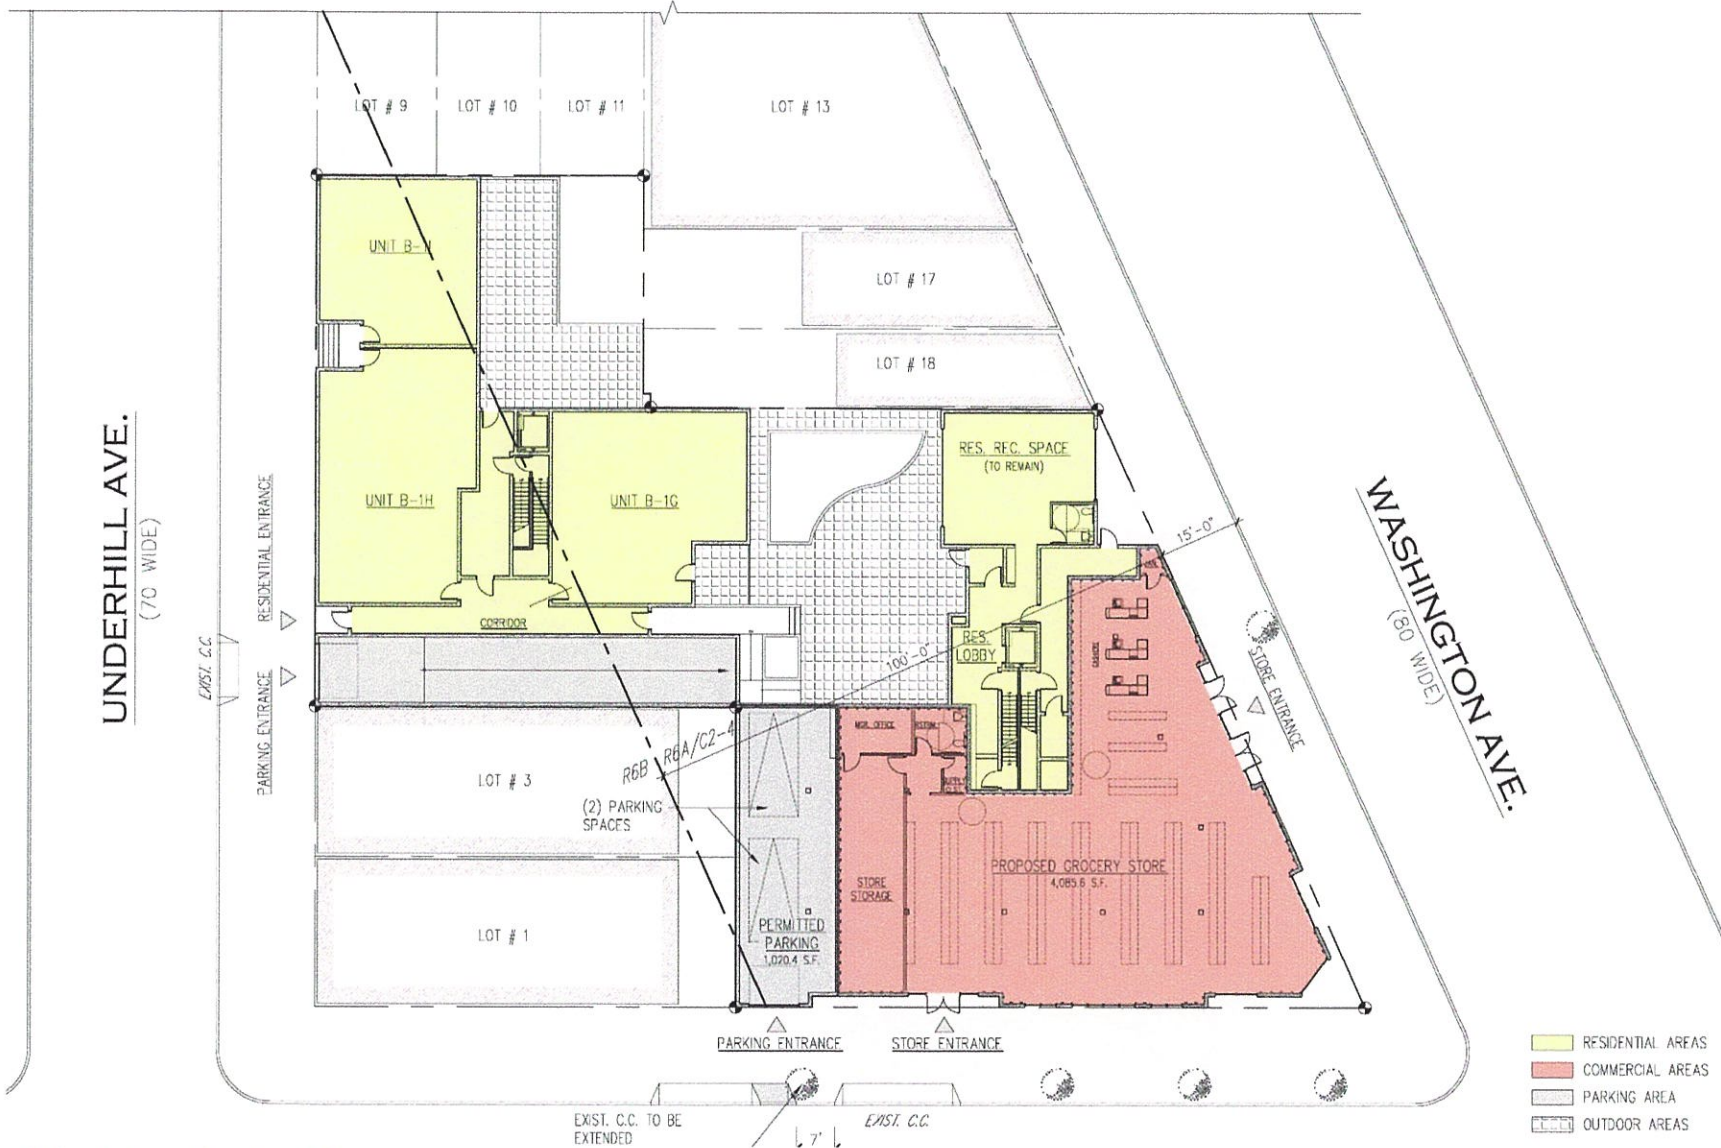 LOT # 9
LOT # 10
LOT # 11
LOT # 13
UNIT B-1I
LOT # 17
LOT # 18
UNDERHILL AVE.
(70 WIDE)
RESIDENTIAL ENTRANCE
EXIST. C.C.
PARKING ENTRANCE
UNIT B-1H
UNIT B-1G
CORRIDOR
RES. REC. SPACE
(TO REMAIN)
15'-0"
WASHINGTON AVE.
(80 WIDE)
RES.
LOBBY
100'-0"
STORE ENTRANCE
R6B
R6A/C2-4
MGR. OFFICE
LOT # 3
(2) PARKING
SPACES
PROPOSED GROCERY STORE
4,085.6 S.F.
STORE
STORAGE
LOT # 1
PERMITTED
PARKING
1,020.4 S.F.
PARKING ENTRANCE
STORE ENTRANCE
EXIST. C.C. TO BE
EXTENDED
7'
EXIST. C.C.
RESIDENTIAL AREAS
COMMERCIAL AREAS
PARKING AREA
OUTDOOR AREAS